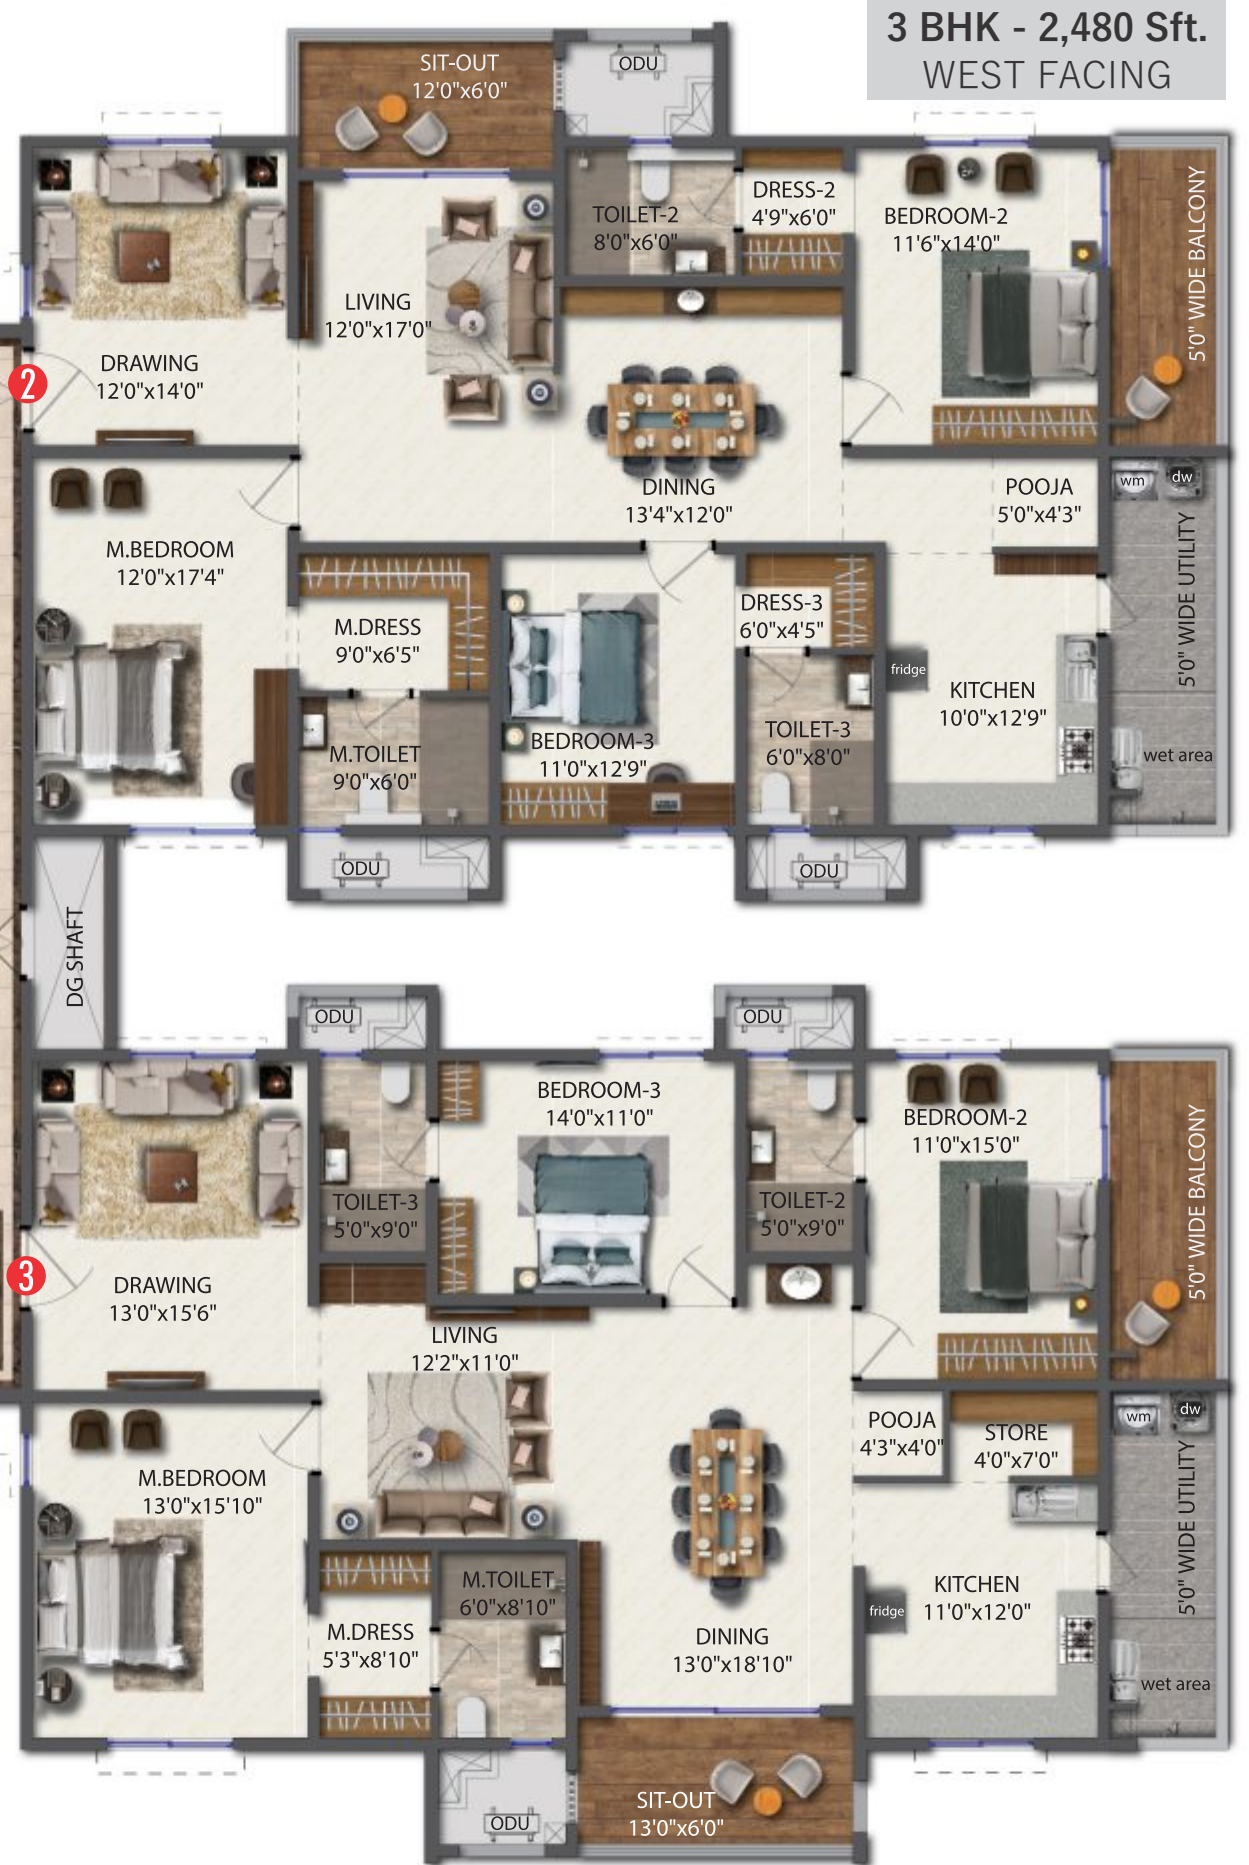 3 BHK - 2,480 Sft.
WEST FACING
SIT-OUT
12'0"x6'0"
ODU
DRESS-2
4'9"x6'0"
TOILET-2
8'0"x6'0"
BEDROOM-2
11'6"x14'0"
5'0" WIDE BALCONY
LIVING
12'0"x17'0"
DRAWING
12'0"x14'0"
2
DINING
13'4"x12'0"
POOJA
5'0"x4'3"
wm
dw
M.BEDROOM
12'0"x17'4"
5'0" WIDE UTILITY
M.DRESS
9'0"x6'5"
DRESS-3
6'0"x4'5"
fridge
KITCHEN
10'0"x12'9"
M.TOILET
9'0"x6'0"
BEDROOM-3
11'0"x12'9"
TOILET-3
6'0"x8'0"
wet area
ODU
ODU
DG SHAFT
ODU
ODU
BEDROOM-3
14'0"x11'0"
BEDROOM-2
11'0"x15'0"
TOILET-3
5'0"x9'0"
TOILET-2
5'0"x9'0"
5'0" WIDE BALCONY
3
DRAWING
13'0"x15'6"
LIVING
12'2"x11'0"
POOJA
4'3"x4'0"
STORE
4'0"x7'0"
wm
dw
M.BEDROOM
13'0"x15'10"
5'0" WIDE UTILITY
M.TOILET
6'0"x8'10"
KITCHEN
11'0"x12'0"
fridge
M.DRESS
5'3"x8'10"
DINING
13'0"x18'10"
wet area
SIT-OUT
13'0"x6'0"
ODU